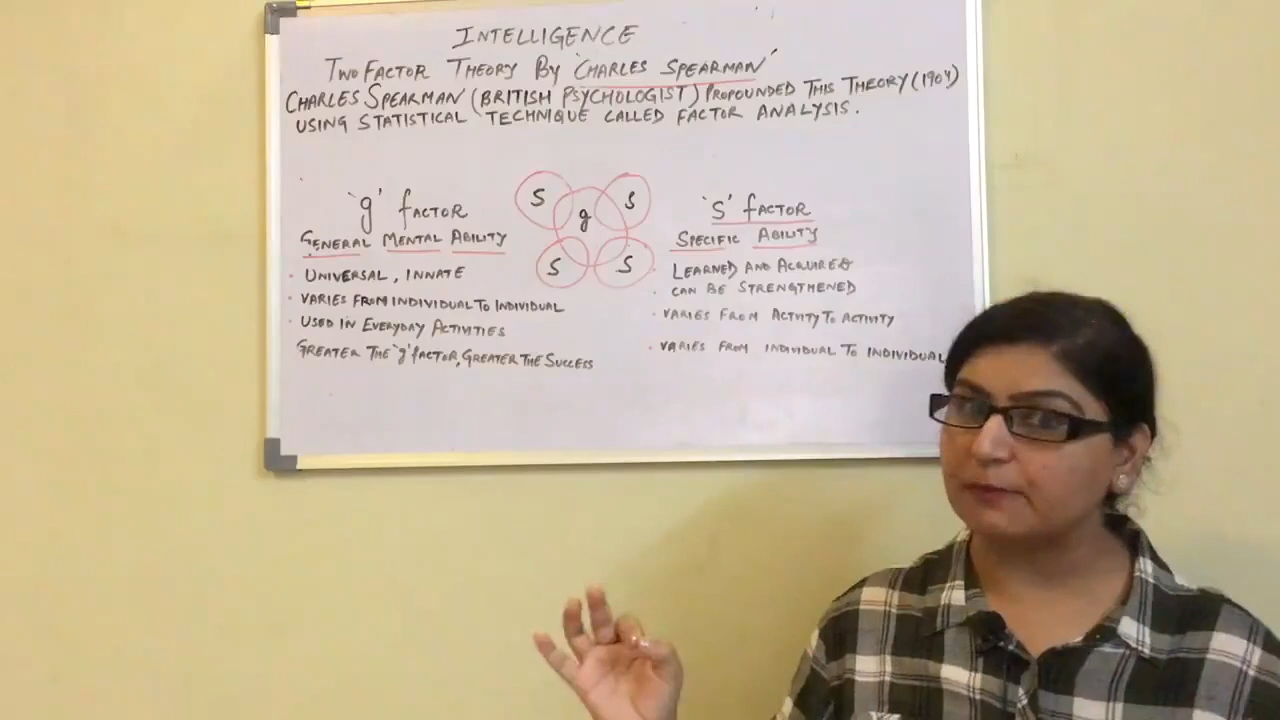 INTELLIGENCE
TWO FACTOR THEORY BY 'CHARLES SPEARMAN'
CHARLES SPEARMAN (BRITISH PSYCHOLOGIST) PROPOUNDED THIS THEORY (1904)
USING STATISTICAL TECHNIQUE CALLED FACTOR ANALYSIS.
'g' factor
GENERAL MENTAL ABILITY
• UNIVERSAL, INNATE
• VARIES FROM INDIVIDUAL TO INDIVIDUAL
• USED IN EVERYDAY ACTIVITIES
GREATER THE 'g' factor, GREATER THE SUCCESS
S S
g
S S
'S' factor
SPECIFIC ABILITY
• LEARNED AND ACQUIRED
• CAN BE STRENGTHENED
• VARIES FROM ACTVITY TO ACTIVITY
• VARIES FROM INDIVIDUAL TO INDIVIDUAL